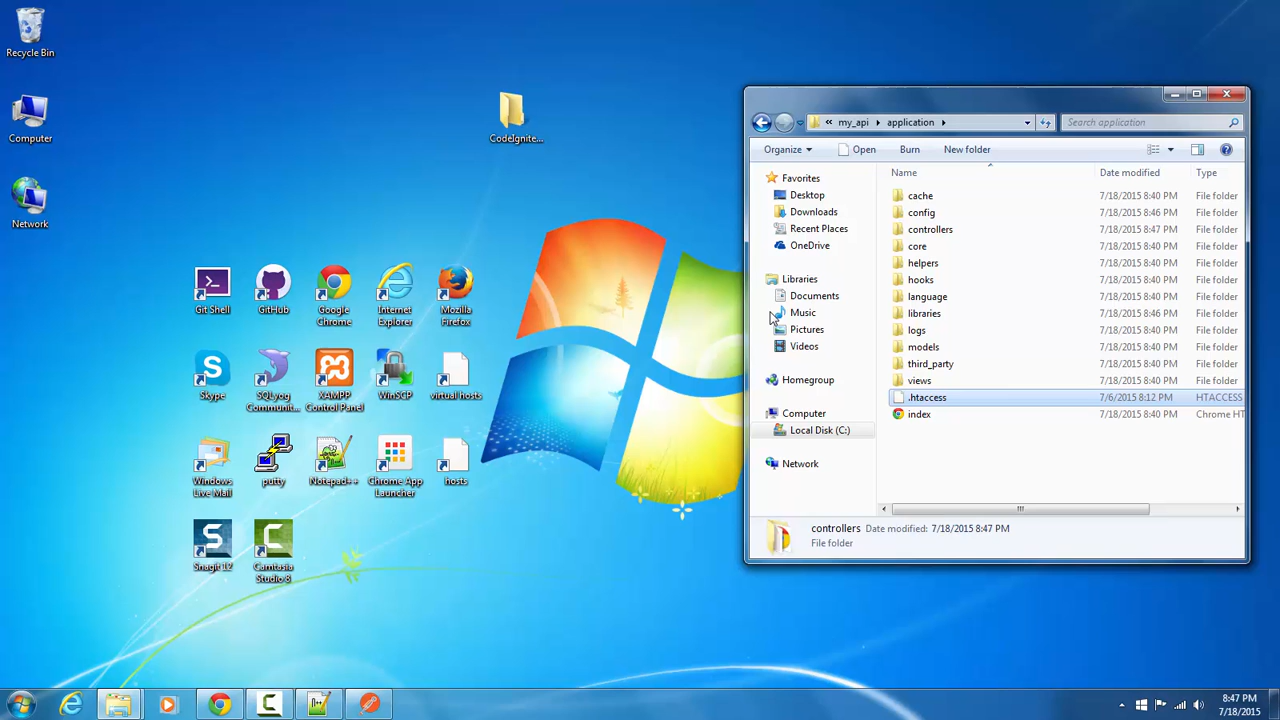 Recycle Bin
Computer
Network
CodeIgnite...
Git Shell
GitHub
Google Chrome
Internet Explorer
Mozilla Firefox
Skype
SQLyog Communit...
XAMPP Control Panel
WinSCP
virtual hosts
Windows Live Mail
putty
Notepad++
Chrome App Launcher
hosts
Snagit 12
Camtasia Studio 8
« my_api application
Search application
Organize Open Burn New folder
Name Date modified Type
Favorites
Desktop
Downloads
Recent Places
OneDrive
Libraries
Documents
Music
Pictures
Videos
Homegroup
Computer
Local Disk (C:)
Network
cache 7/18/2015 8:40 PM File folder
config 7/18/2015 8:46 PM File folder
controllers 7/18/2015 8:47 PM File folder
core 7/18/2015 8:40 PM File folder
helpers 7/18/2015 8:40 PM File folder
hooks 7/18/2015 8:40 PM File folder
language 7/18/2015 8:40 PM File folder
libraries 7/18/2015 8:46 PM File folder
logs 7/18/2015 8:40 PM File folder
models 7/18/2015 8:40 PM File folder
third_party 7/18/2015 8:40 PM File folder
views 7/18/2015 8:40 PM File folder
.htaccess 7/6/2015 8:12 PM HTACCESS
index 7/18/2015 8:40 PM Chrome HT
controllers Date modified: 7/18/2015 8:47 PM
File folder
8:47 PM
7/18/2015